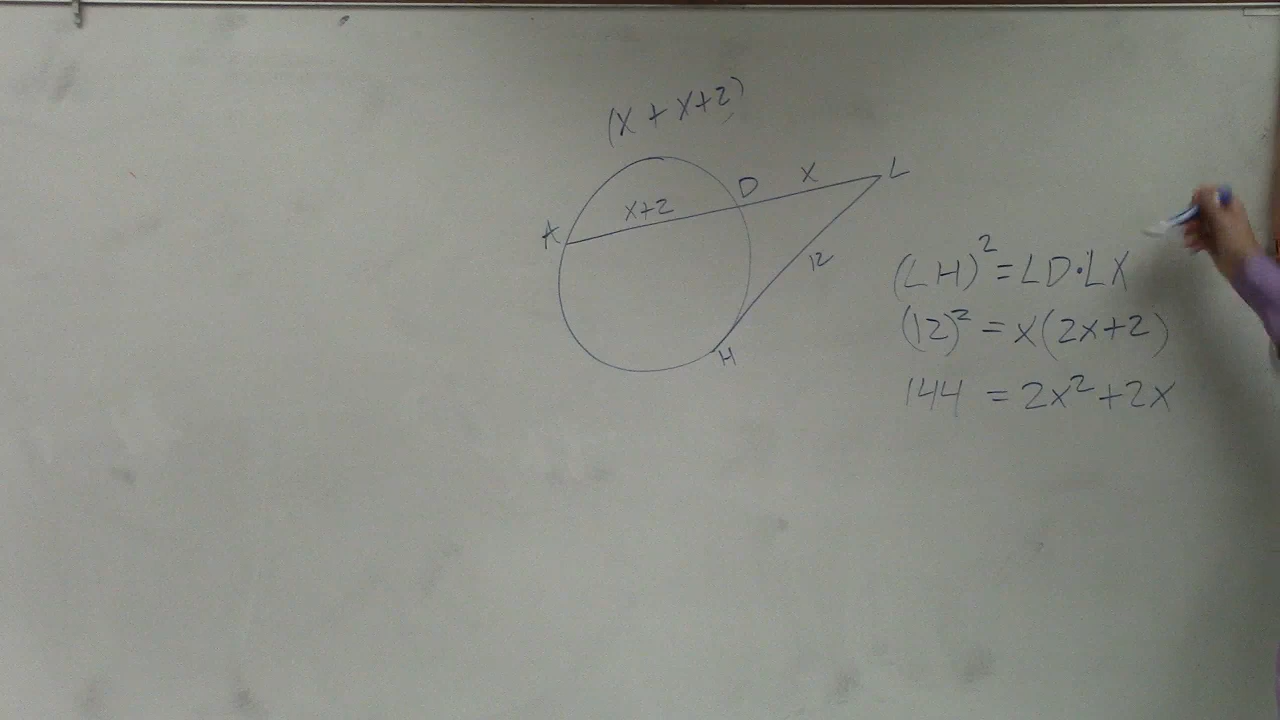 (x + x+2)
L
x
D
x+2
A
12
H
(LH)² = LD·LX
(12)² = x(2x+2)
144 = 2x²+2x